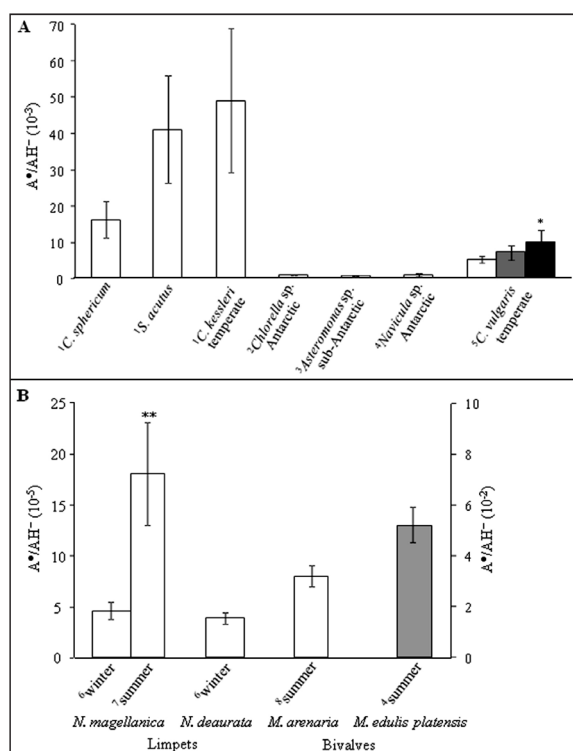 A
70
60
50
40
30
20
10
0
A•/AH⁻ (10⁻³)
*
¹C. sphericum
¹S. acutus
¹C. kessleri
temperate
²Chlorella sp.
Antarctic
³Asteromonas sp.
sub-Antarctic
⁴Navicula sp.
Antarctic
⁵C. vulgaris
temperate
B
25
20
15
10
5
0
A•/AH⁻ (10⁻⁵)
**
10
8
6
4
2
0
A•/AH⁻ (10⁻²)
⁶winter
⁷summer
⁶winter
⁸summer
⁴summer
N. magellanica N. deaurata M. arenaria M. edulis platensis
Limpets Bivalves